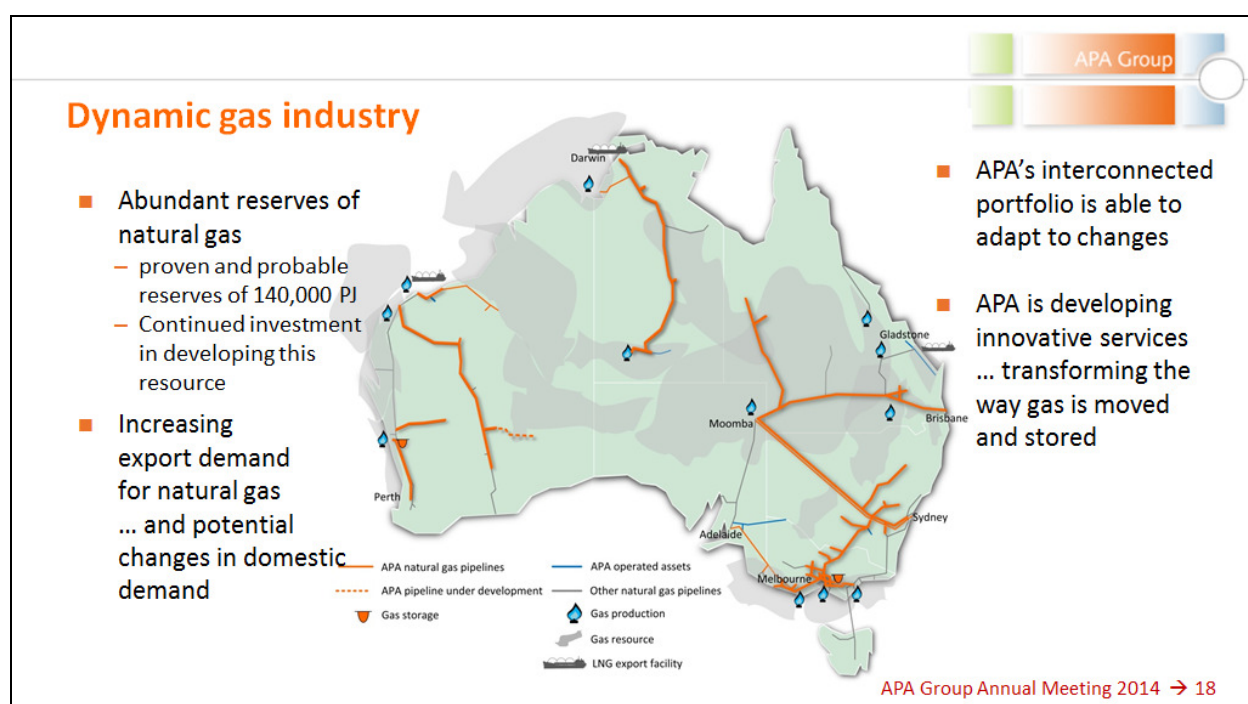 APA Group
Dynamic gas industry
■ Abundant reserves of
natural gas
– proven and probable
reserves of 140,000 PJ
– Continued investment
in developing this
resource
■ Increasing
export demand
for natural gas
... and potential
changes in domestic
demand
Darwin
Gladstone
Moomba
Brisbane
Perth
Adelaide
Sydney
Melbourne
APA natural gas pipelines
APA pipeline under development
Gas storage
APA operated assets
Other natural gas pipelines
Gas production
Gas resource
LNG export facility
■ APA’s interconnected
portfolio is able to
adapt to changes
■ APA is developing
innovative services
... transforming the
way gas is moved
and stored
APA Group Annual Meeting 2014 → 18